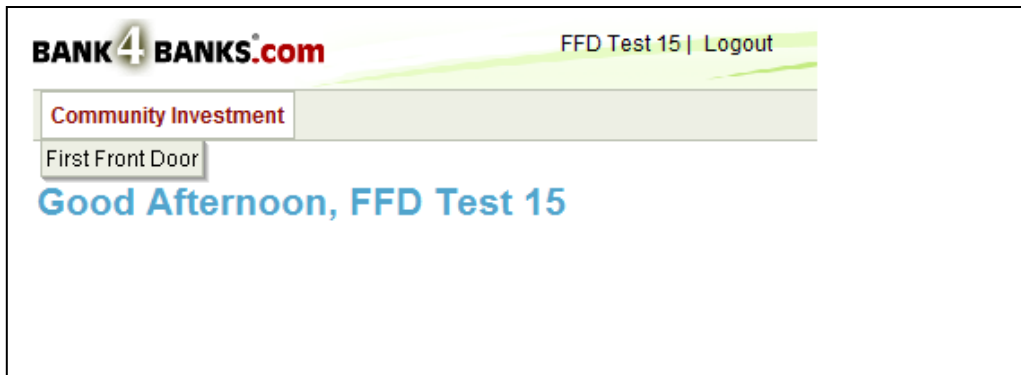 BANK4BANKS.com
FFD Test 15 | Logout
Community Investment
First Front Door
Good Afternoon, FFD Test 15